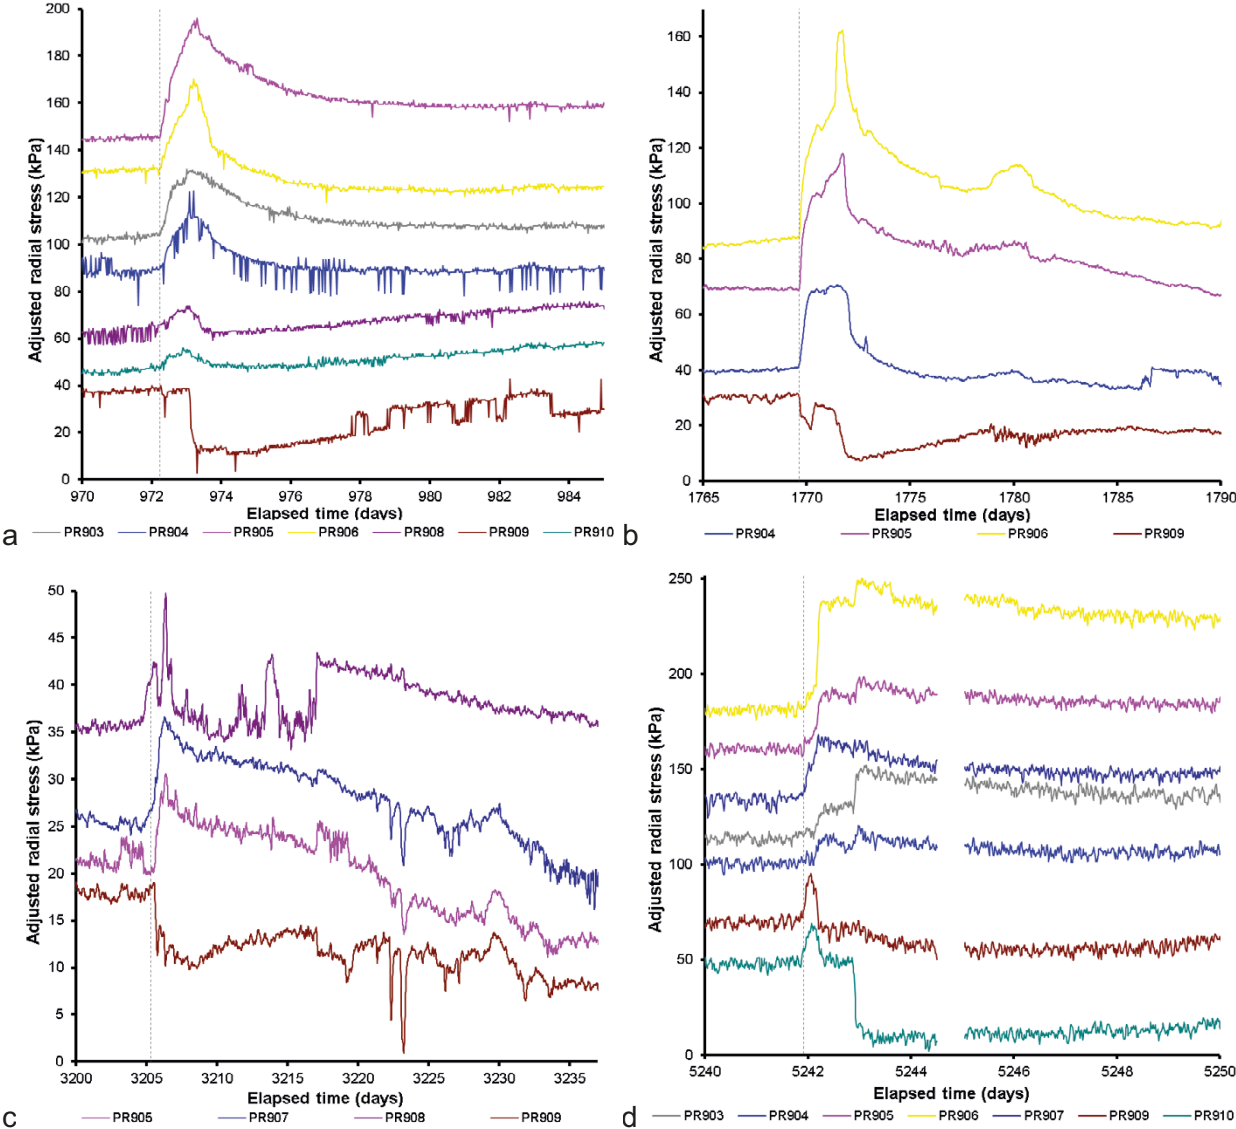 200
180
200
160
140
120
100
80
60
40
20
0
Adjusted radial stress (kPa)
970 972 974 976 978 980 982 984
Elapsed time (days)
PR903 PR904 PR905 PR906 PR908 PR909 PR910
a
160
140
120
100
80
60
40
20
0
Adjusted radial stress (kPa)
1765 1770 1775 1780 1785 1790
Elapsed time (days)
PR904 PR905 PR906 PR909
b
50
45
40
35
30
25
20
15
10
5
0
Adjusted radial stress (kPa)
3200 3205 3210 3215 3220 3225 3230 3235
Elapsed time (days)
PR905 PR907 PR908 PR909
c
250
200
150
100
50
0
Adjusted radial stress (kPa)
5240 5242 5244 5246 5248 5250
Elapsed time (days)
PR903 PR904 PR905 PR906 PR907 PR909 PR910
d